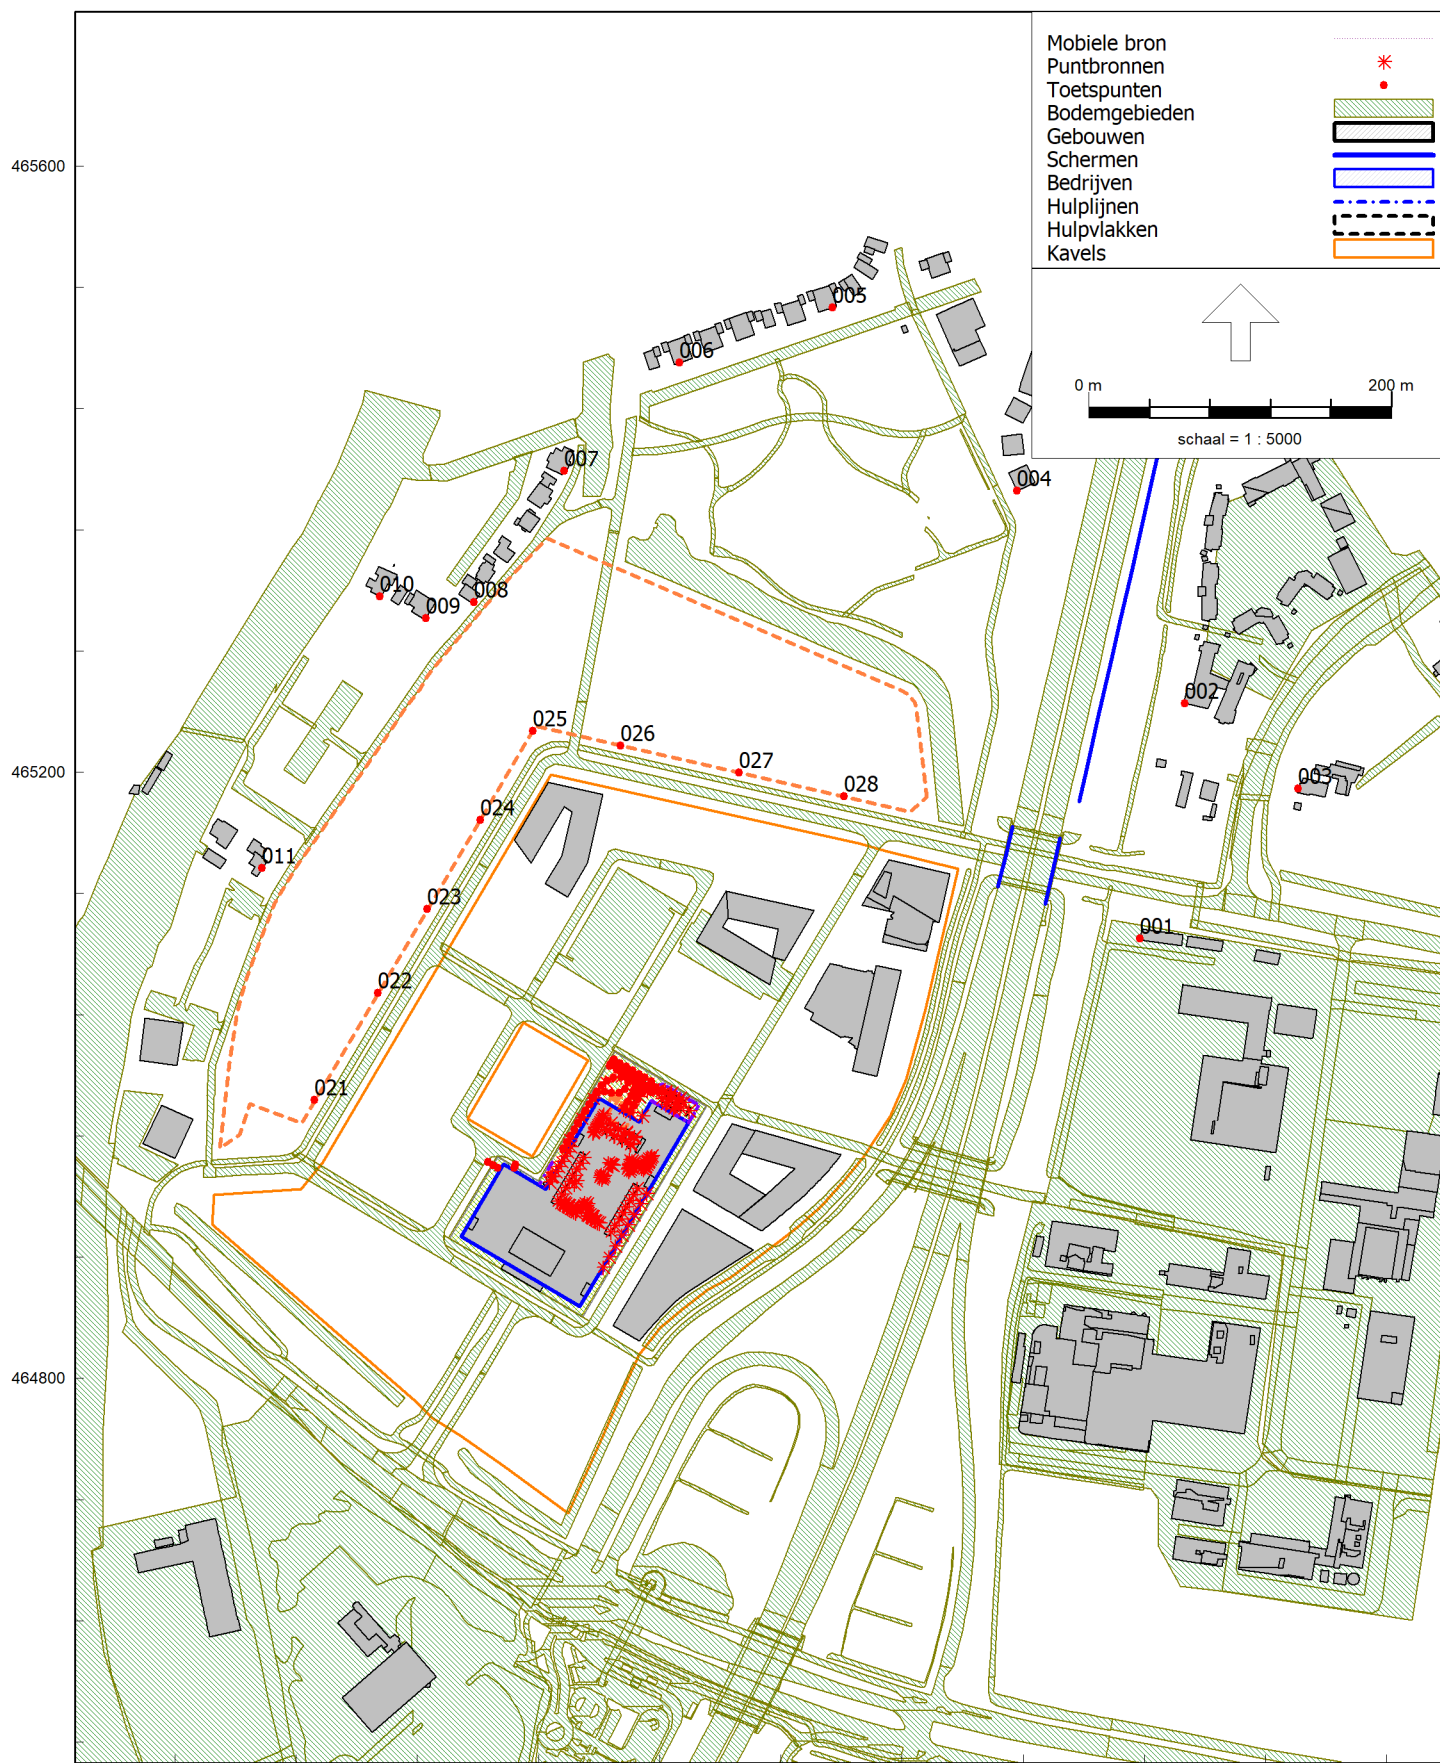 Mobiele bron
Puntbronnen
Toetspunten
Bodemgebieden
Gebouwen
Schermen
Bedrijven
Hulplijnen
Hulpvlakken
Kavels
0 m 200 m
schaal = 1 : 5000
465600
465200
464800
005
006
007
004
010
009
008
002
025
026
027
028
003
024
011
023
001
022
021